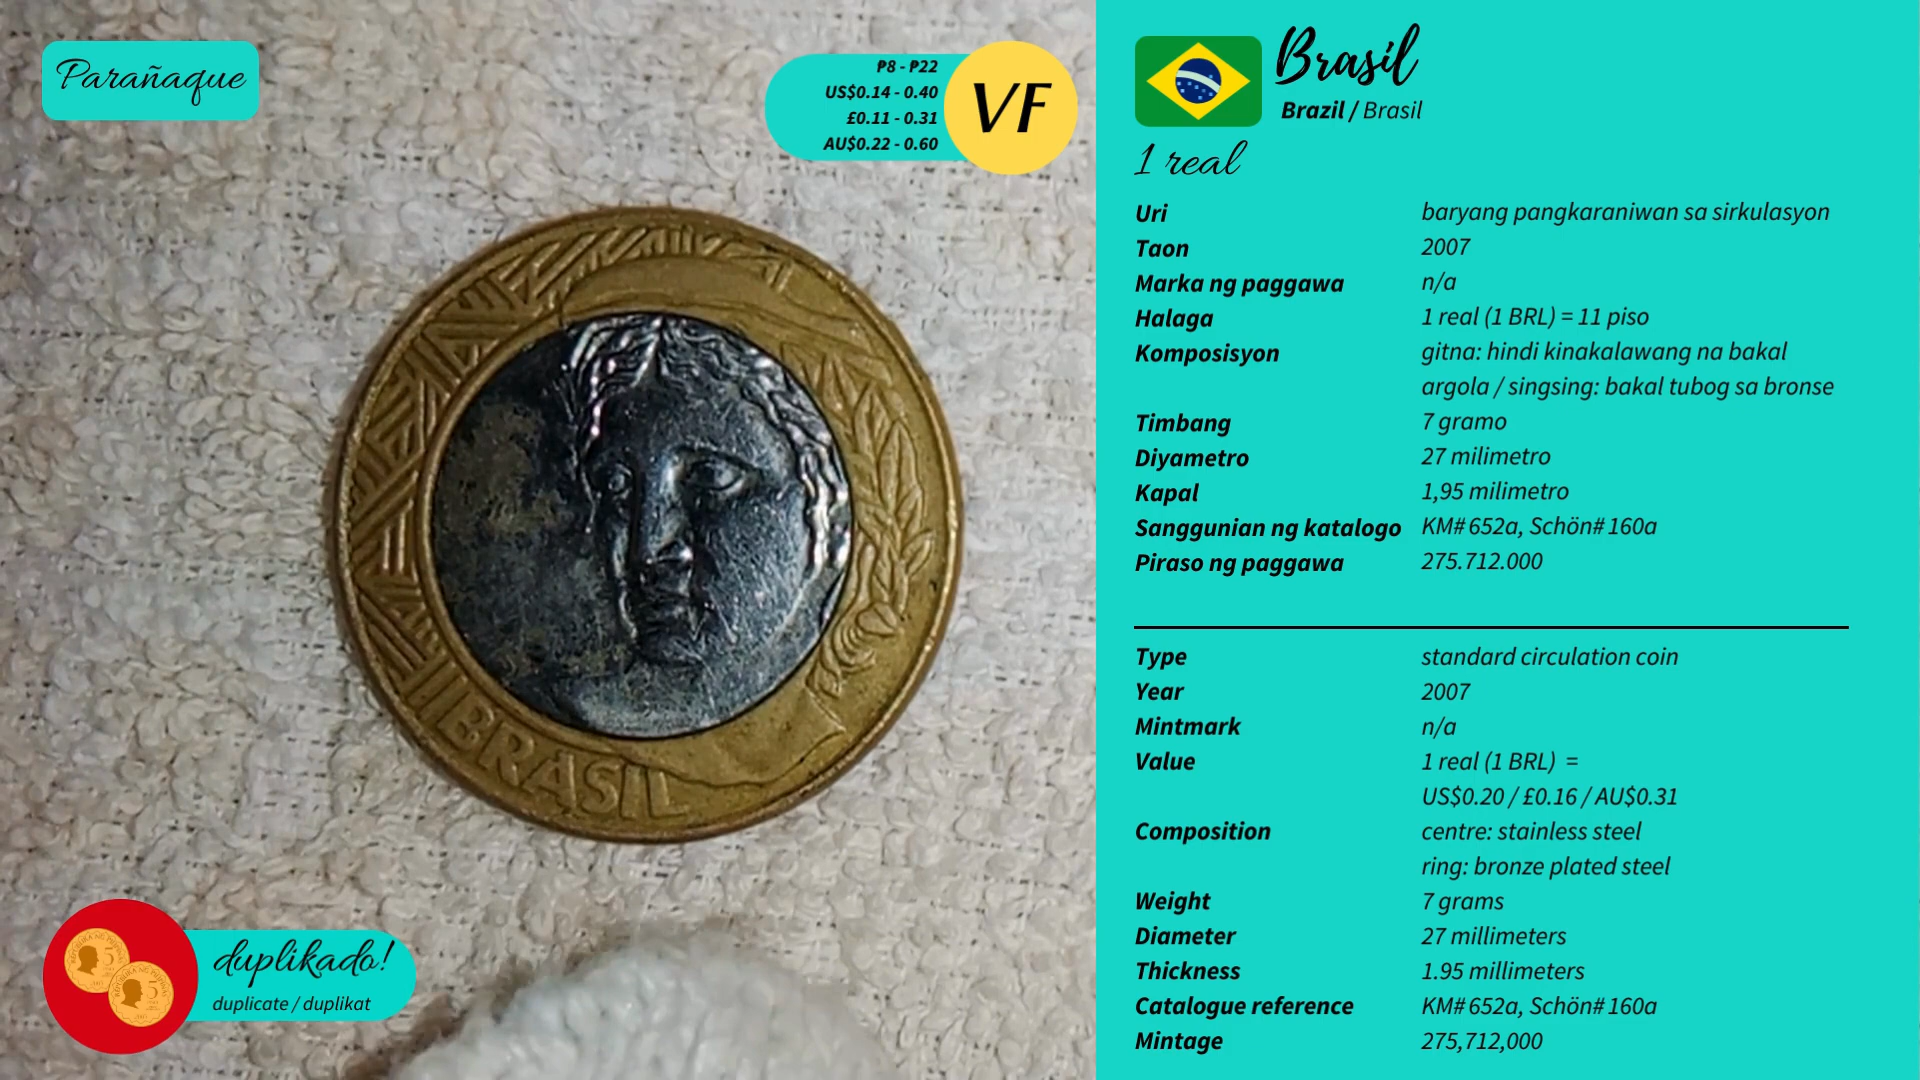 Parañaque
₱8 - ₱22
US$0.14 - 0.40
£0.11 - 0.31
AU$0.22 - 0.60
VF
BRASIL
duplikado!
duplicate / duplikat
Brasil
Brazil / Brasil
1 real
Uri baryang pangkaraniwan sa sirkulasyon
Taon 2007
Marka ng paggawa n/a
Halaga 1 real (1 BRL) = 11 piso
Komposisyon gitna: hindi kinakalawang na bakal
argola / singsing: bakal tubog sa bronse
Timbang 7 gramo
Diyametro 27 milimetro
Kapal 1,95 milimetro
Sanggunian ng katalogo KM# 652a, Schön# 160a
Piraso ng paggawa 275.712.000
Type standard circulation coin
Year 2007
Mintmark n/a
Value 1 real (1 BRL) =
US$0.20 / £0.16 / AU$0.31
Composition centre: stainless steel
ring: bronze plated steel
Weight 7 grams
Diameter 27 millimeters
Thickness 1.95 millimeters
Catalogue reference KM# 652a, Schön# 160a
Mintage 275,712,000